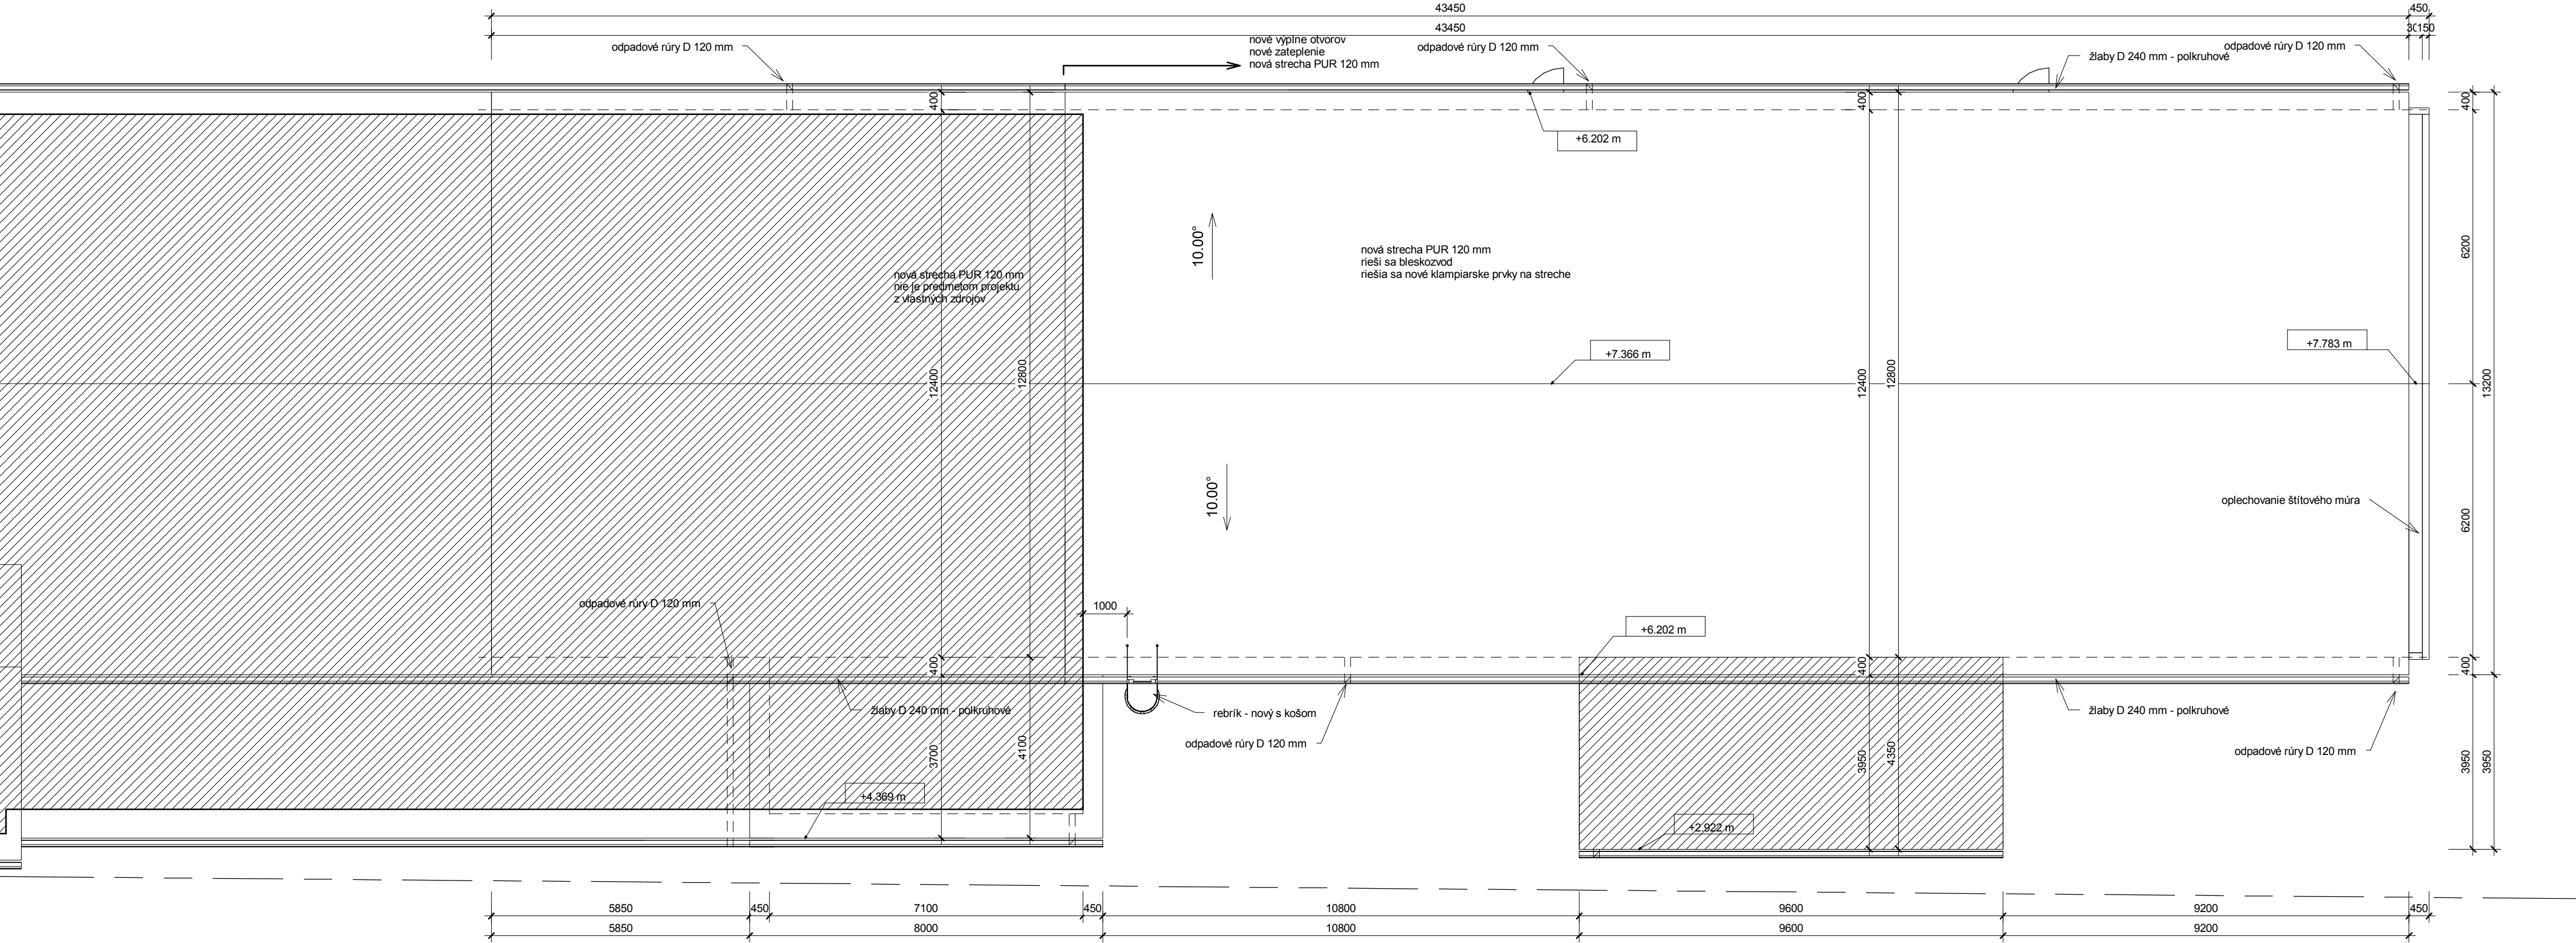 43450
450
43450
30
150
odpadové rúry D 120 mm
nové výplne otvorov
nové zateplenie
nová strecha PUR 120 mm
odpadové rúry D 120 mm
žlaby D 240 mm - polkruhové
odpadové rúry D 120 mm
400
400
400
+6.202 m
10.00°
6200
nová strecha PUR 120 mm
nie je predmetom projektu
z vlastných zdrojov
nová strecha PUR 120 mm
rieši sa bleskozvod
riešia sa nové klampiarske prvky na streche
+7.366 m
+7.783 m
12400
12800
12400
12800
13200
10.00°
oplechovanie štítového múra
6200
odpadové rúry D 120 mm
1000
+6.202 m
400
400
400
žlaby D 240 mm - polkruhové
rebrík - nový s košom
žlaby D 240 mm - polkruhové
odpadové rúry D 120 mm
odpadové rúry D 120 mm
3700
4100
3950
4350
3950
3950
+4.369 m
+2.922 m
5850
450
7100
450
10800
9600
9200
450
5850
8000
10800
9600
9200